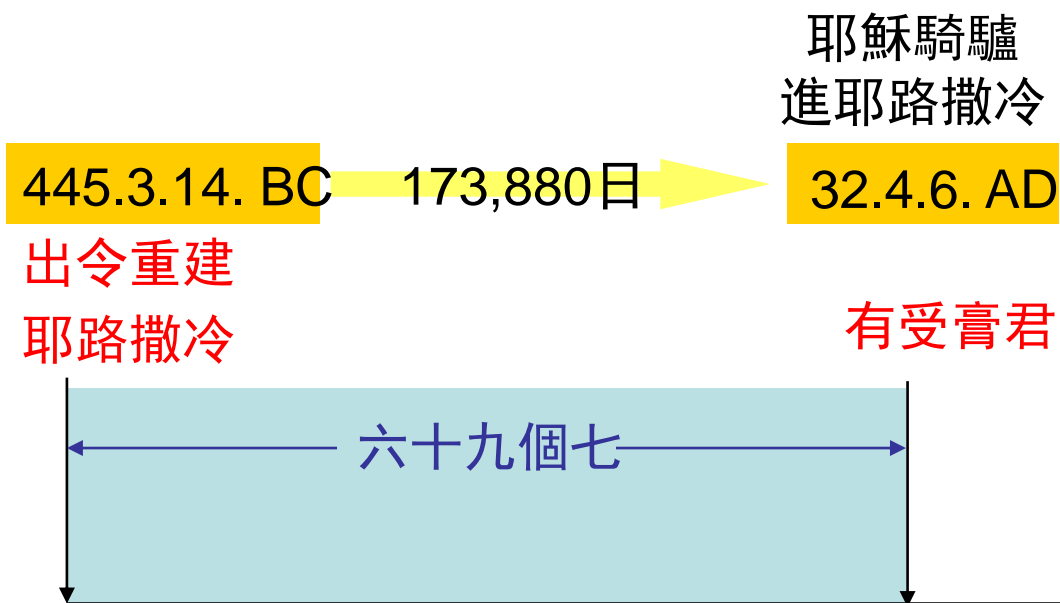 耶穌騎驢
進耶路撒冷
445.3.14. BC
173,880日
32.4.6. AD
出令重建
耶路撒冷
有受膏君
六十九個七